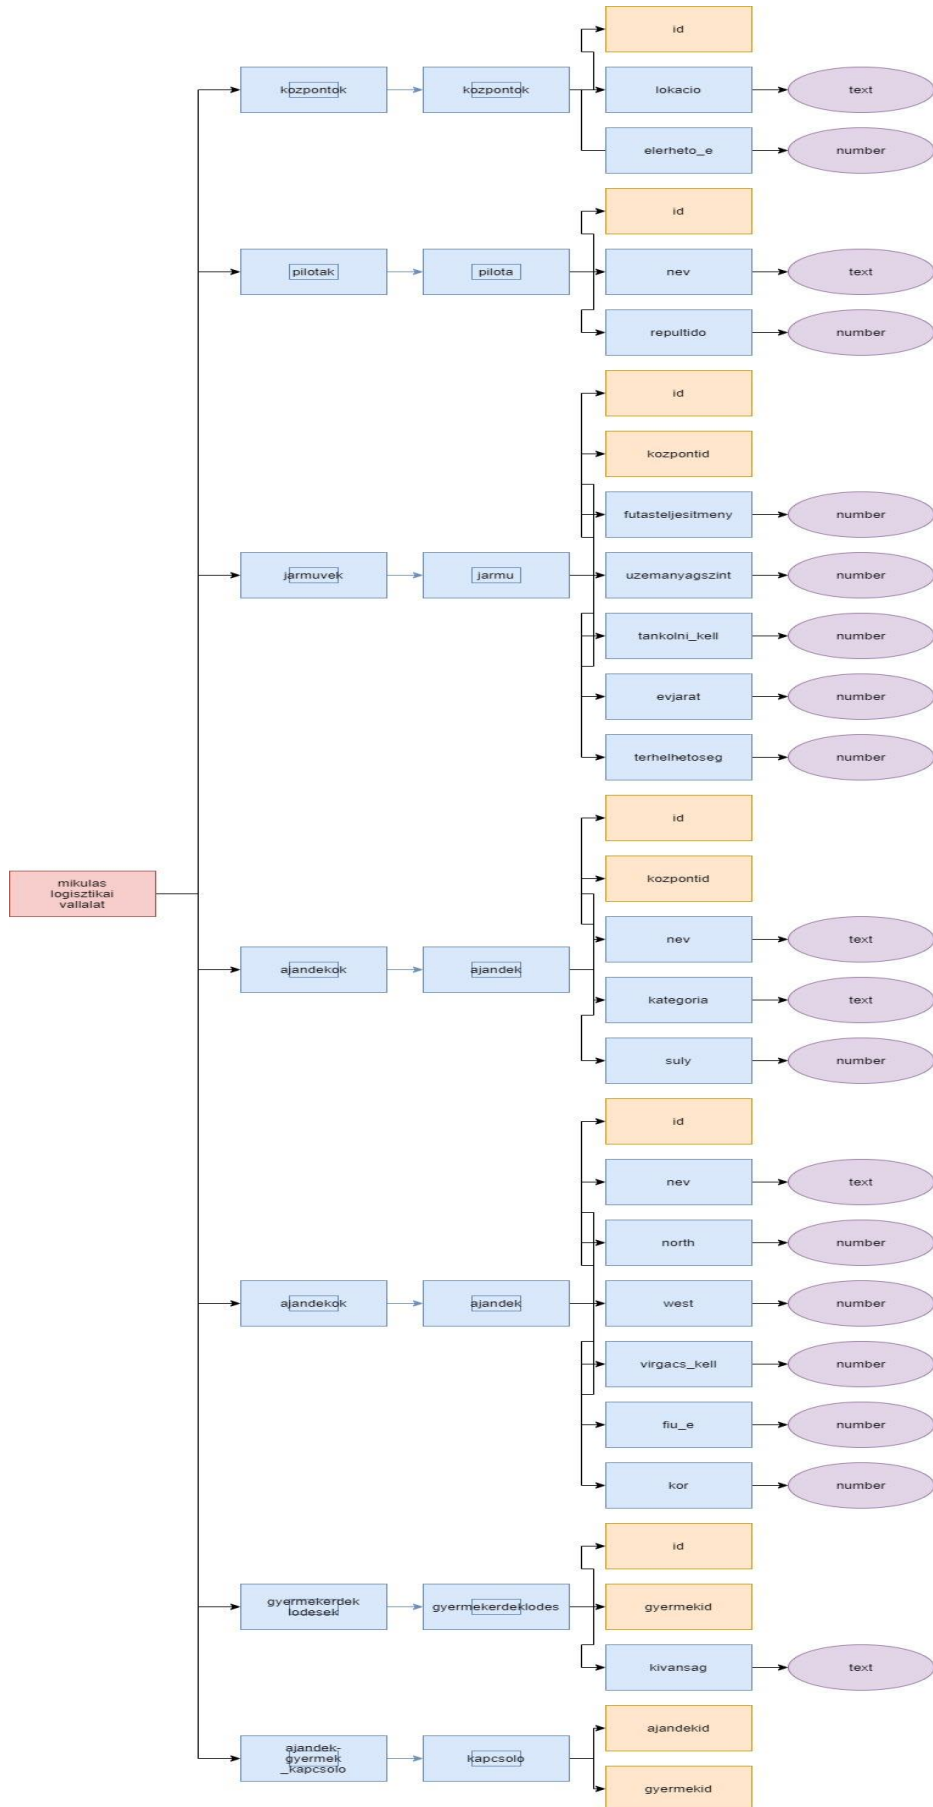 id
kozpontok
kozpontok
lokacio
text
elerheto_e
number
id
pilotak
pilota
nev
text
repultido
number
id
kozpontid
futasteljesitmeny
number
jarmuvek
jarmu
uzemanyagszint
number
tankolni_kell
number
evjarat
number
terhelhetoseg
number
id
mikulas
logisztikai
vallalat
kozpontid
nev
text
ajandekok
ajandek
kategoria
text
suly
number
id
nev
text
north
number
ajandekok
ajandek
west
number
virgacs_kell
number
fiu_e
number
kor
number
id
gyermekerdek
lodesek
gyermekerdeklodes
gyermekid
kivansag
text
ajandekid
ajandek-
gyermek
_kapcsolo
kapcsolo
gyermekid